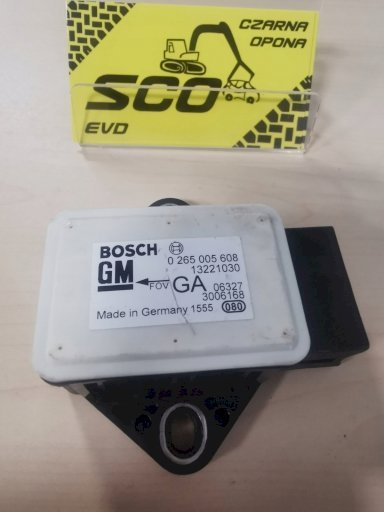 CZARNA
OPONA
SCO
EVD
BOSCH
0 265 005 608
13221030
GM
FOV
GA
06327
3006168
Made in Germany 1555
080